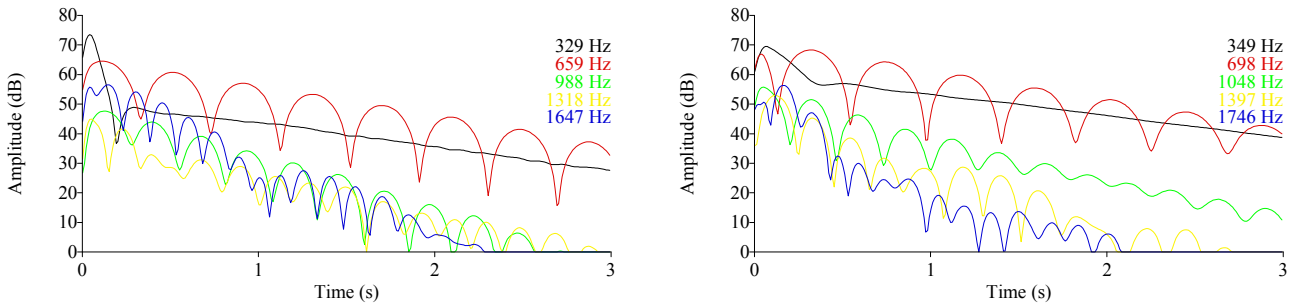 80
70
60
50
40
30
20
10
0
Amplitude (dB)
329 Hz
659 Hz
988 Hz
1318 Hz
1647 Hz
0 1 2 3
Time (s)
80
70
60
50
40
30
20
10
0
Amplitude (dB)
349 Hz
698 Hz
1048 Hz
1397 Hz
1746 Hz
0 1 2 3
Time (s)